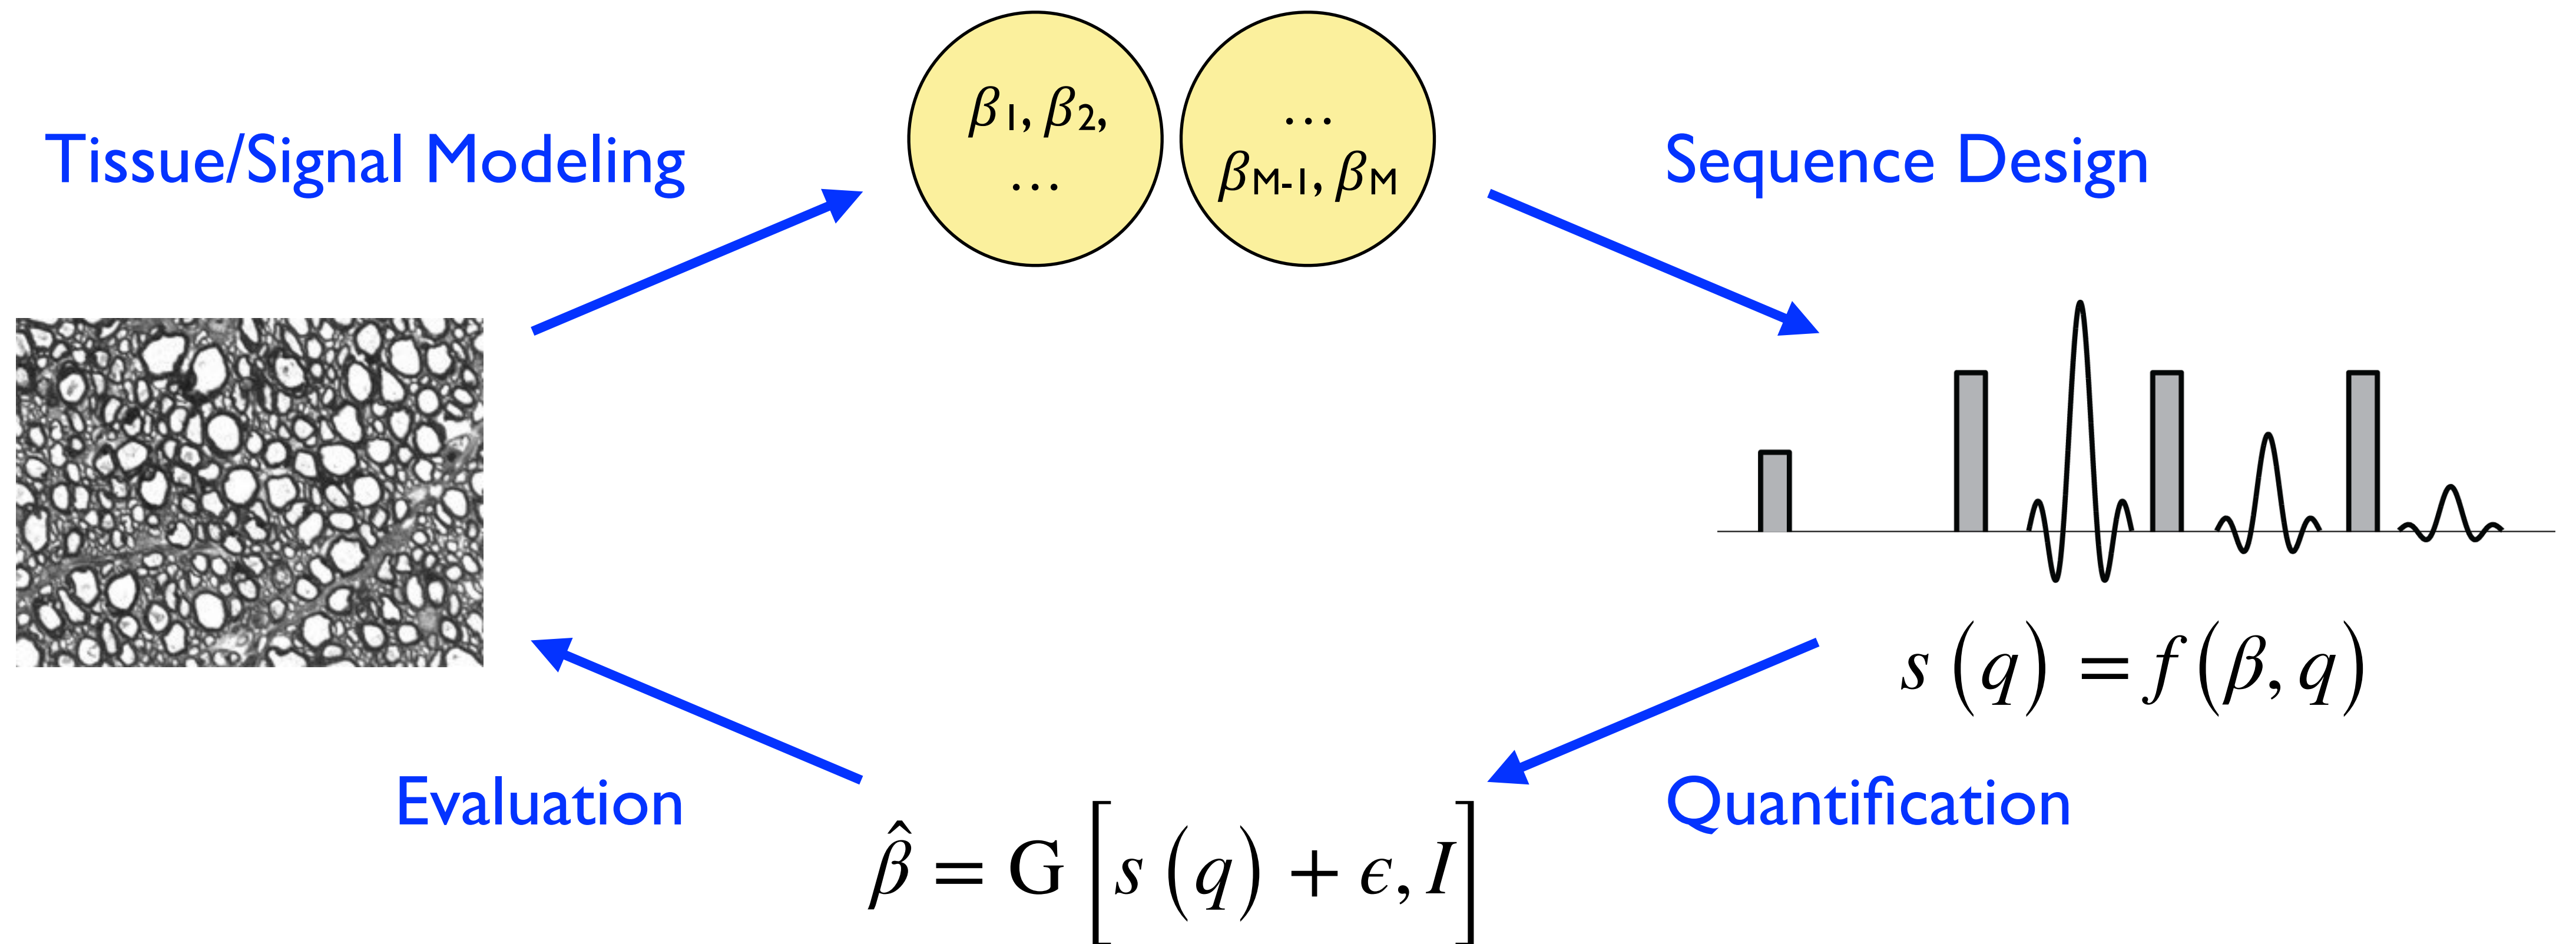 Tissue/Signal Modeling
β1, β2,
…
…
βM-1, βM
Sequence Design
s (q) = f (β, q)
Quantification
β̂ = G [s (q) + ϵ, I]
Evaluation